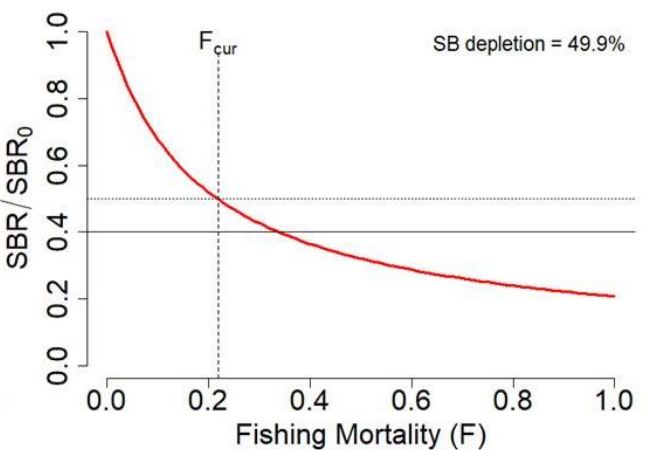 F_cur
SB depletion = 49.9%
SBR / SBR₀
1.0
0.8
0.6
0.4
0.2
0.0
0.0 0.2 0.4 0.6 0.8 1.0
Fishing Mortality (F)